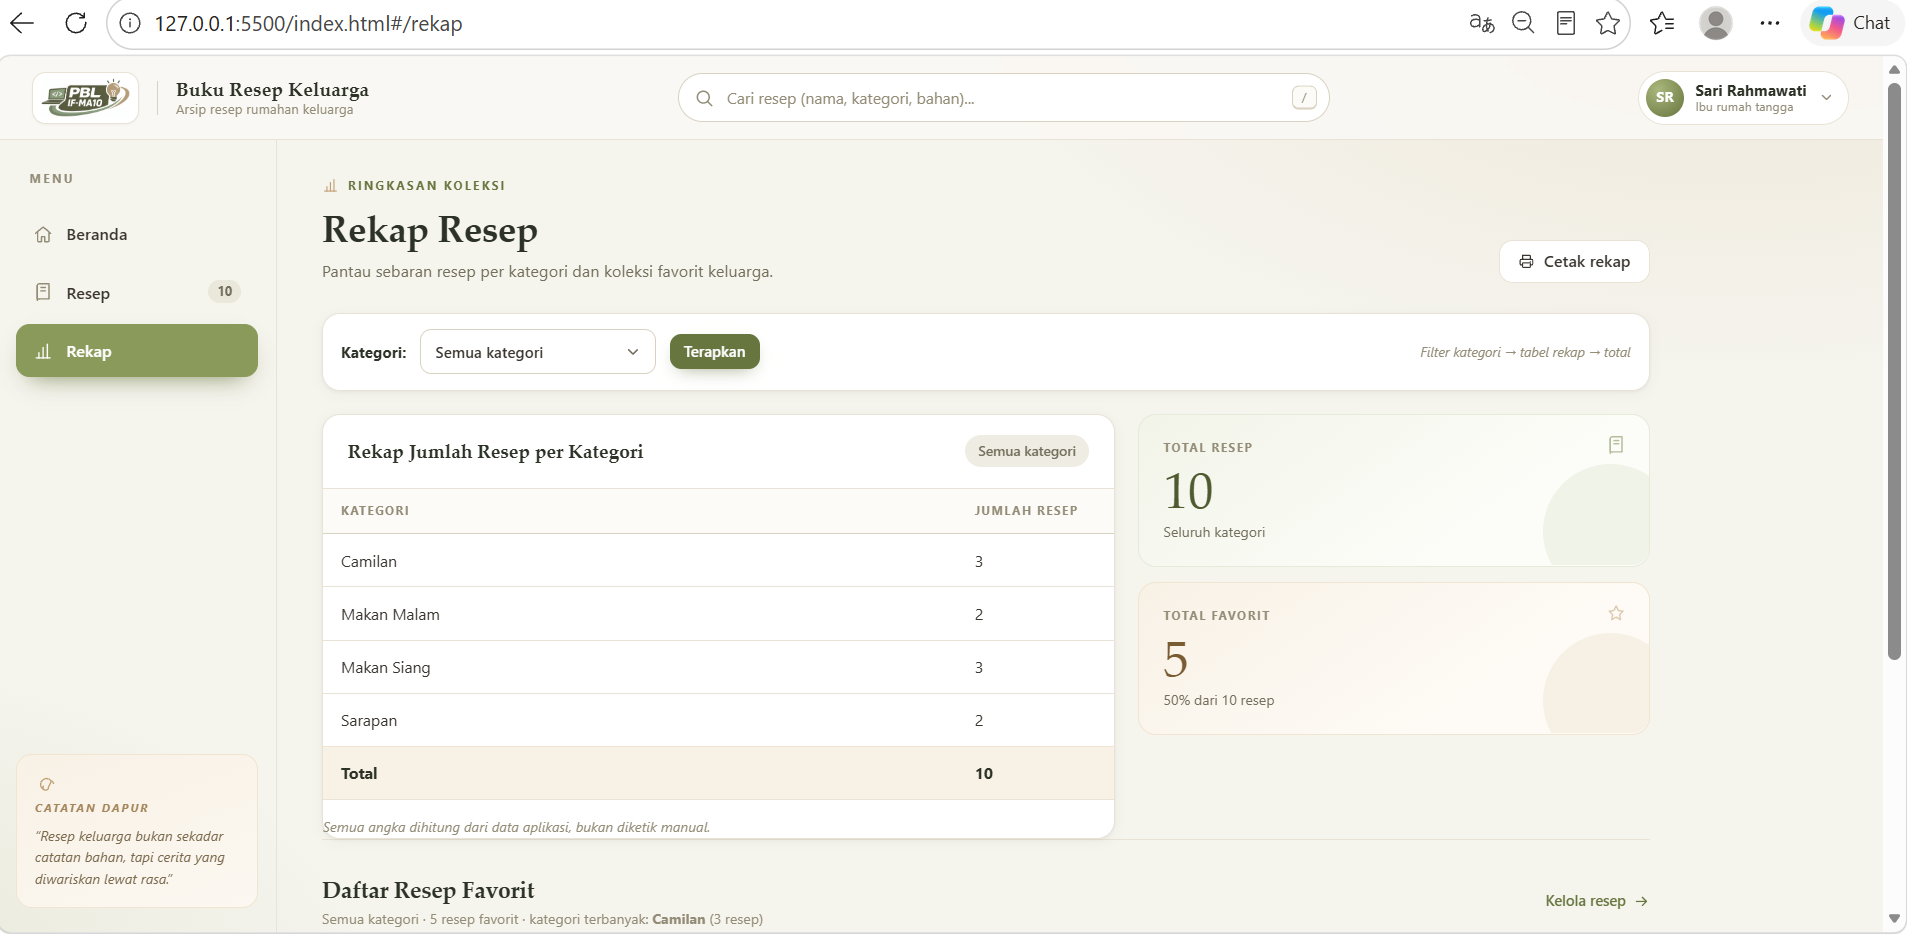 127.0.0.1:5500/index.html#/rekap
Chat
PBL
IF-MA10
Buku Resep Keluarga
Arsip resep rumahan keluarga
Cari resep (nama, kategori, bahan)...
/
SR
Sari Rahmawati
Ibu rumah tangga
MENU
Beranda
Resep
10
Rekap
CATATAN DAPUR
“Resep keluarga bukan sekadar
catatan bahan, tapi cerita yang
diwariskan lewat rasa.”
RINGKASAN KOLEKSI
Rekap Resep
Pantau sebaran resep per kategori dan koleksi favorit keluarga.
Cetak rekap
Kategori:
Semua kategori
Terapkan
Filter kategori → tabel rekap → total
Rekap Jumlah Resep per Kategori
Semua kategori
KATEGORI JUMLAH RESEP
Camilan 3
Makan Malam 2
Makan Siang 3
Sarapan 2
Total 10
Semua angka dihitung dari data aplikasi, bukan diketik manual.
TOTAL RESEP
10
Seluruh kategori
TOTAL FAVORIT
5
50% dari 10 resep
Daftar Resep Favorit
Semua kategori · 5 resep favorit · kategori terbanyak: Camilan (3 resep)
Kelola resep →